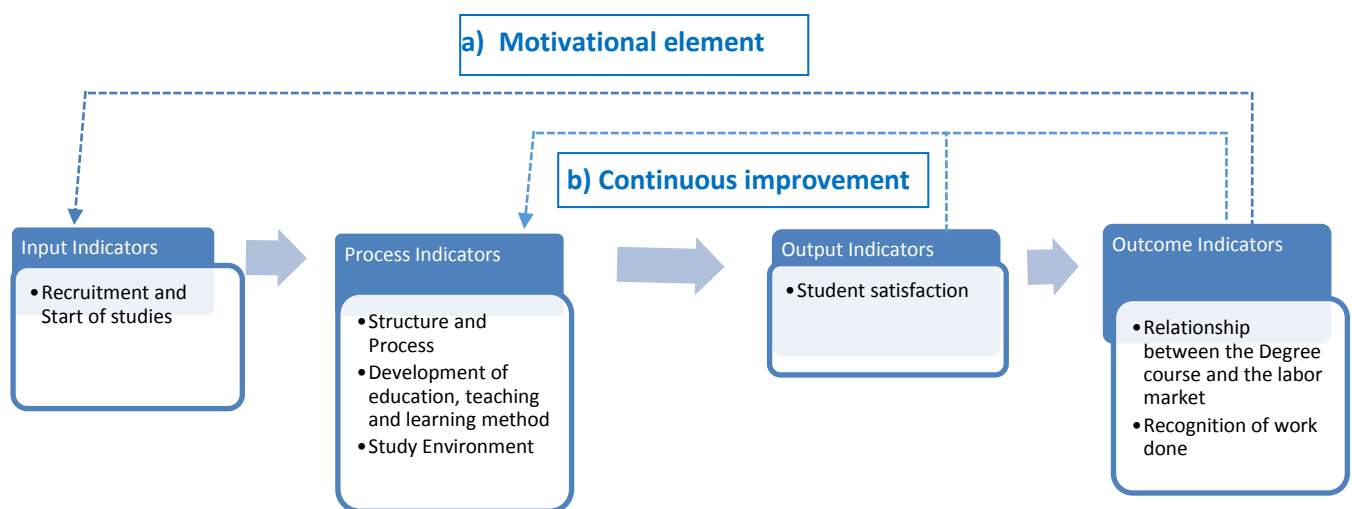 a) Motivational element
b) Continuous improvement
Input Indicators
• Recruitment and
Start of studies
Process Indicators
• Structure and
Process
• Development of
education, teaching
and learning method
• Study Environment
Output Indicators
• Student satisfaction
Outcome Indicators
• Relationship
between the Degree
course and the labor
market
• Recognition of work
done